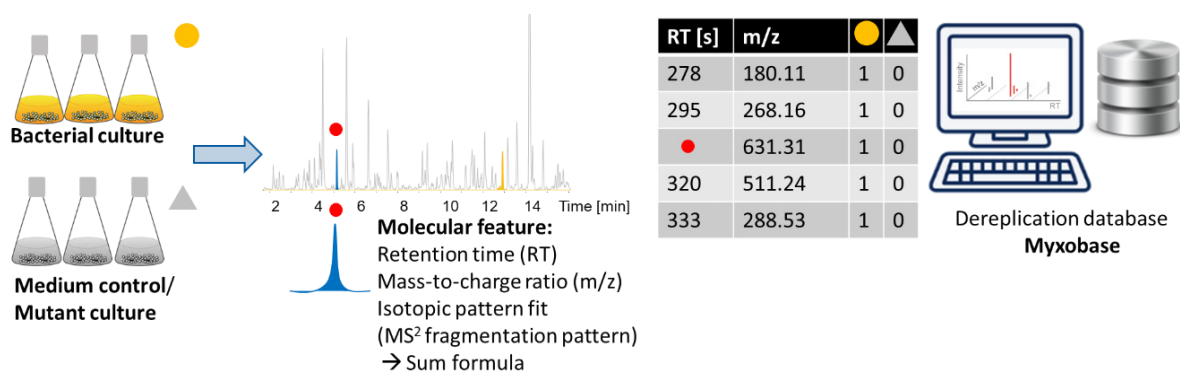 Bacterial culture
Medium control/
Mutant culture
2 4 6 8 10 12 14 Time [min]
Molecular feature:
Retention time (RT)
Mass-to-charge ratio (m/z)
Isotopic pattern fit
(MS² fragmentation pattern)
→ Sum formula
RT [s] m/z
278 180.11 1 0
295 268.16 1 0
631.31 1 0
320 511.24 1 0
333 288.53 1 0
Intensity
m/z
RT
Dereplication database
Myxobase